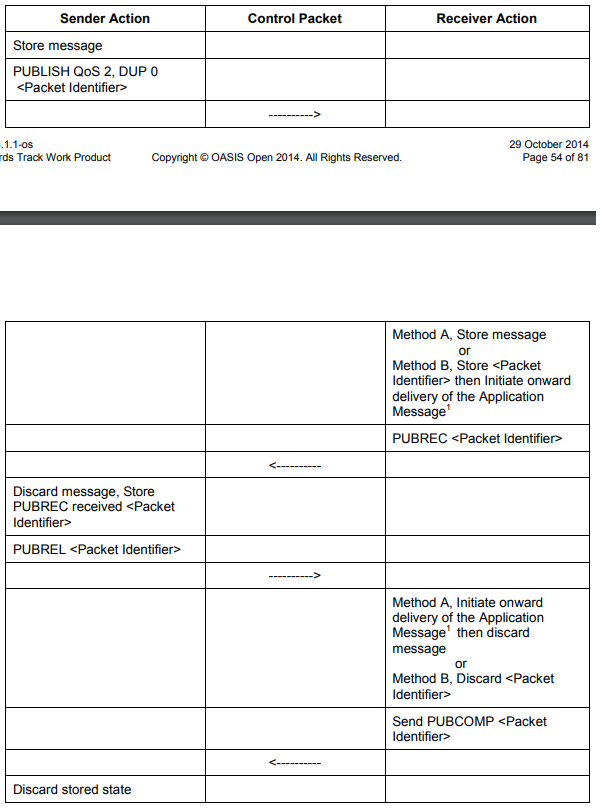 Sender Action Control Packet Receiver Action
Store message
PUBLISH QoS 2, DUP 0
<Packet Identifier>
---------->
.1.1-os 29 October 2014
rds Track Work Product Copyright © OASIS Open 2014. All Rights Reserved. Page 54 of 81
Method A, Store message
or
Method B, Store <Packet
Identifier> then Initiate onward
delivery of the Application
Message1
PUBREC <Packet Identifier>
<----------
Discard message, Store
PUBREC received <Packet
Identifier>
PUBREL <Packet Identifier>
---------->
Method A, Initiate onward
delivery of the Application
Message1 then discard
message
or
Method B, Discard <Packet
Identifier>
Send PUBCOMP <Packet
Identifier>
<----------
Discard stored state